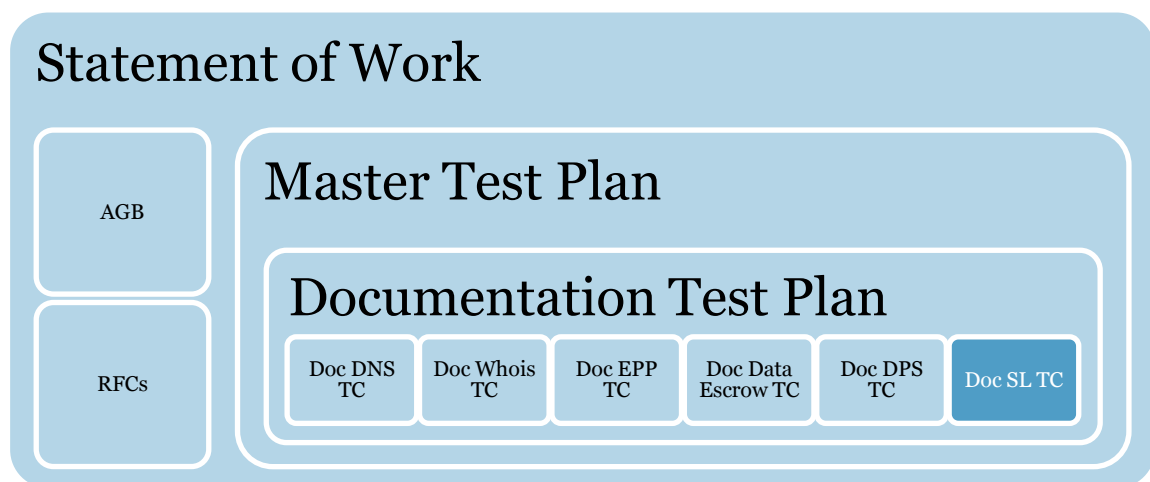 Statement of Work
AGB
RFCs
Master Test Plan
Documentation Test Plan
Doc DNS
TC
Doc Whois
TC
Doc EPP
TC
Doc Data
Escrow TC
Doc DPS
TC
Doc SL TC